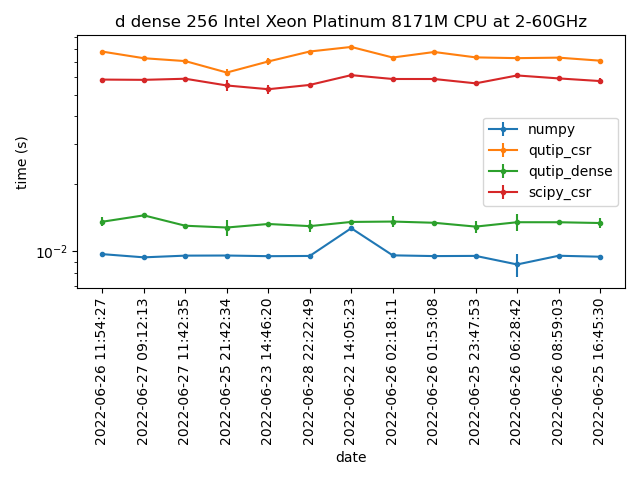 d dense 256 Intel Xeon Platinum 8171M CPU at 2-60GHz
time (s)
10⁻²
numpy
qutip_csr
qutip_dense
scipy_csr
2022-06-26 11:54:27
2022-06-27 09:12:13
2022-06-27 11:42:35
2022-06-25 21:42:34
2022-06-23 14:46:20
2022-06-28 22:22:49
2022-06-22 14:05:23
2022-06-26 02:18:11
2022-06-26 01:53:08
2022-06-25 23:47:53
2022-06-26 06:28:42
2022-06-26 08:59:03
2022-06-25 16:45:30
date